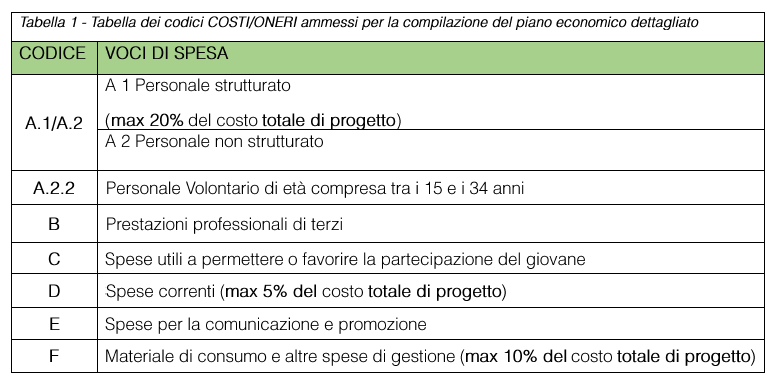 Tabella 1 - Tabella dei codici COSTI/ONERI ammessi per la compilazione del piano economico dettagliato
CODICE VOCI DI SPESA
A.1/A.2
A 1 Personale strutturato
(max 20% del costo totale di progetto)
A 2 Personale non strutturato
A.2.2 Personale Volontario di età compresa tra i 15 e i 34 anni
B Prestazioni professionali di terzi
C Spese utili a permettere o favorire la partecipazione del giovane
D Spese correnti (max 5% del costo totale di progetto)
E Spese per la comunicazione e promozione
F Materiale di consumo e altre spese di gestione (max 10% del costo totale di progetto)